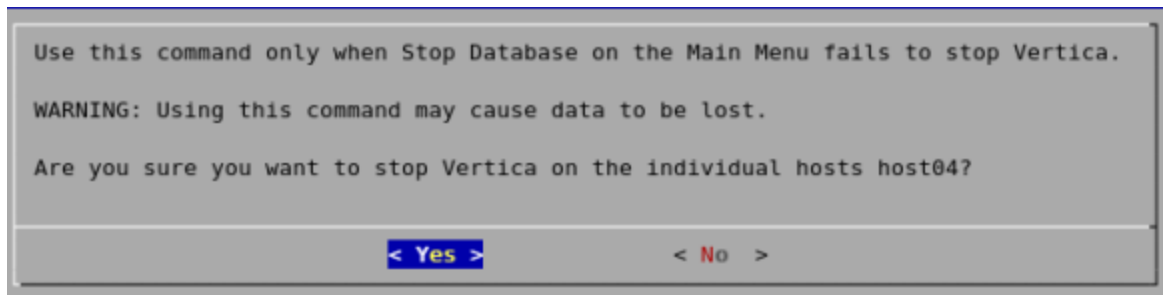 Use this command only when Stop Database on the Main Menu fails to stop Vertica.
WARNING: Using this command may cause data to be lost.
Are you sure you want to stop Vertica on the individual hosts host04?
< Yes > < No >